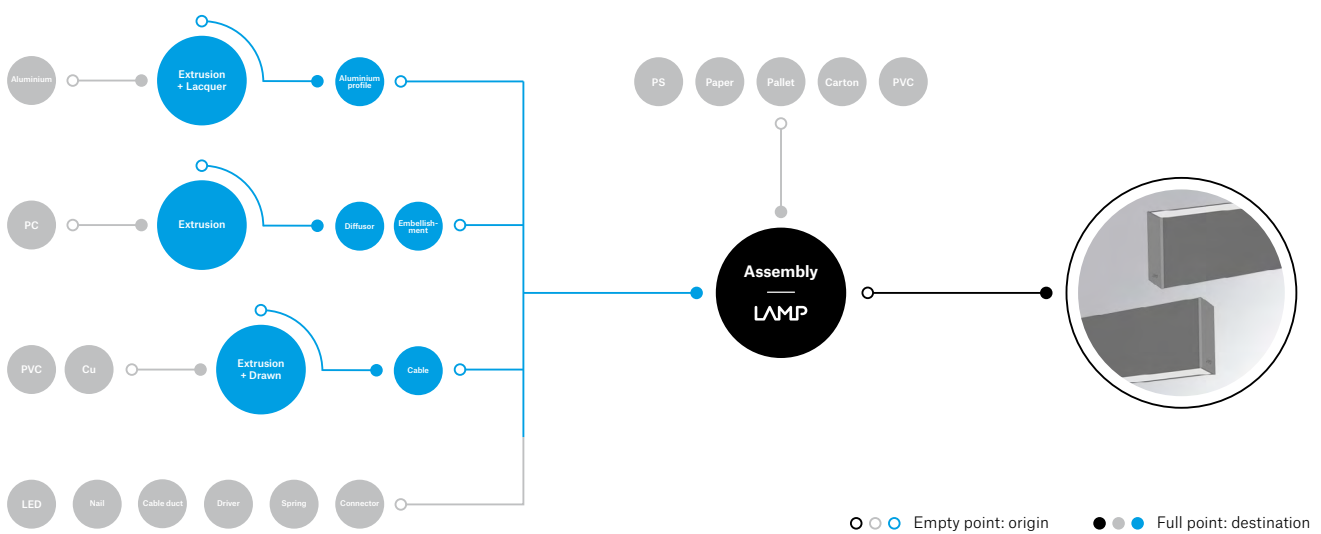 Aluminium
Extrusion
+ Lacquer
Aluminium
profile
PS
Paper
Pallet
Carton
PVC
PC
Extrusion
Diffusor
Embellish-
ment
Assembly
LAMP
PVC
Cu
Extrusion
+ Drawn
Cable
LED
Nail
Cable duct
Driver
Spring
Connector
Empty point: origin
Full point: destination